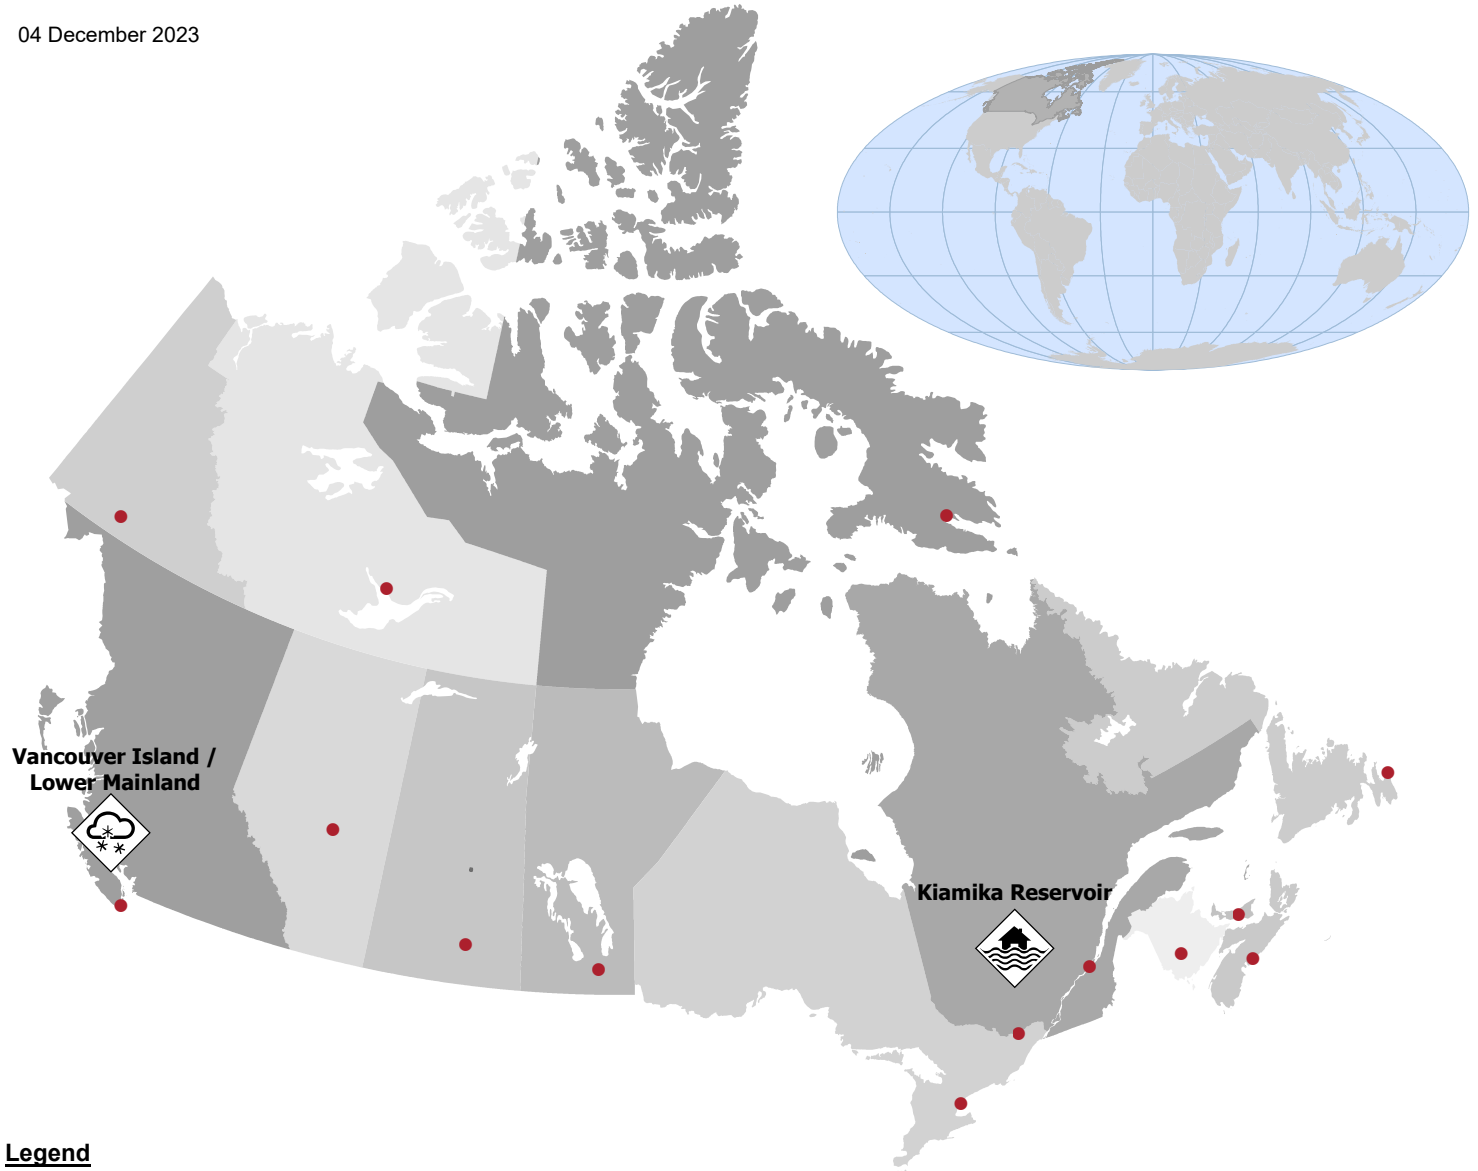 04 December 2023
Vancouver Island /
Lower Mainland
Kiamika Reservoir
Legend